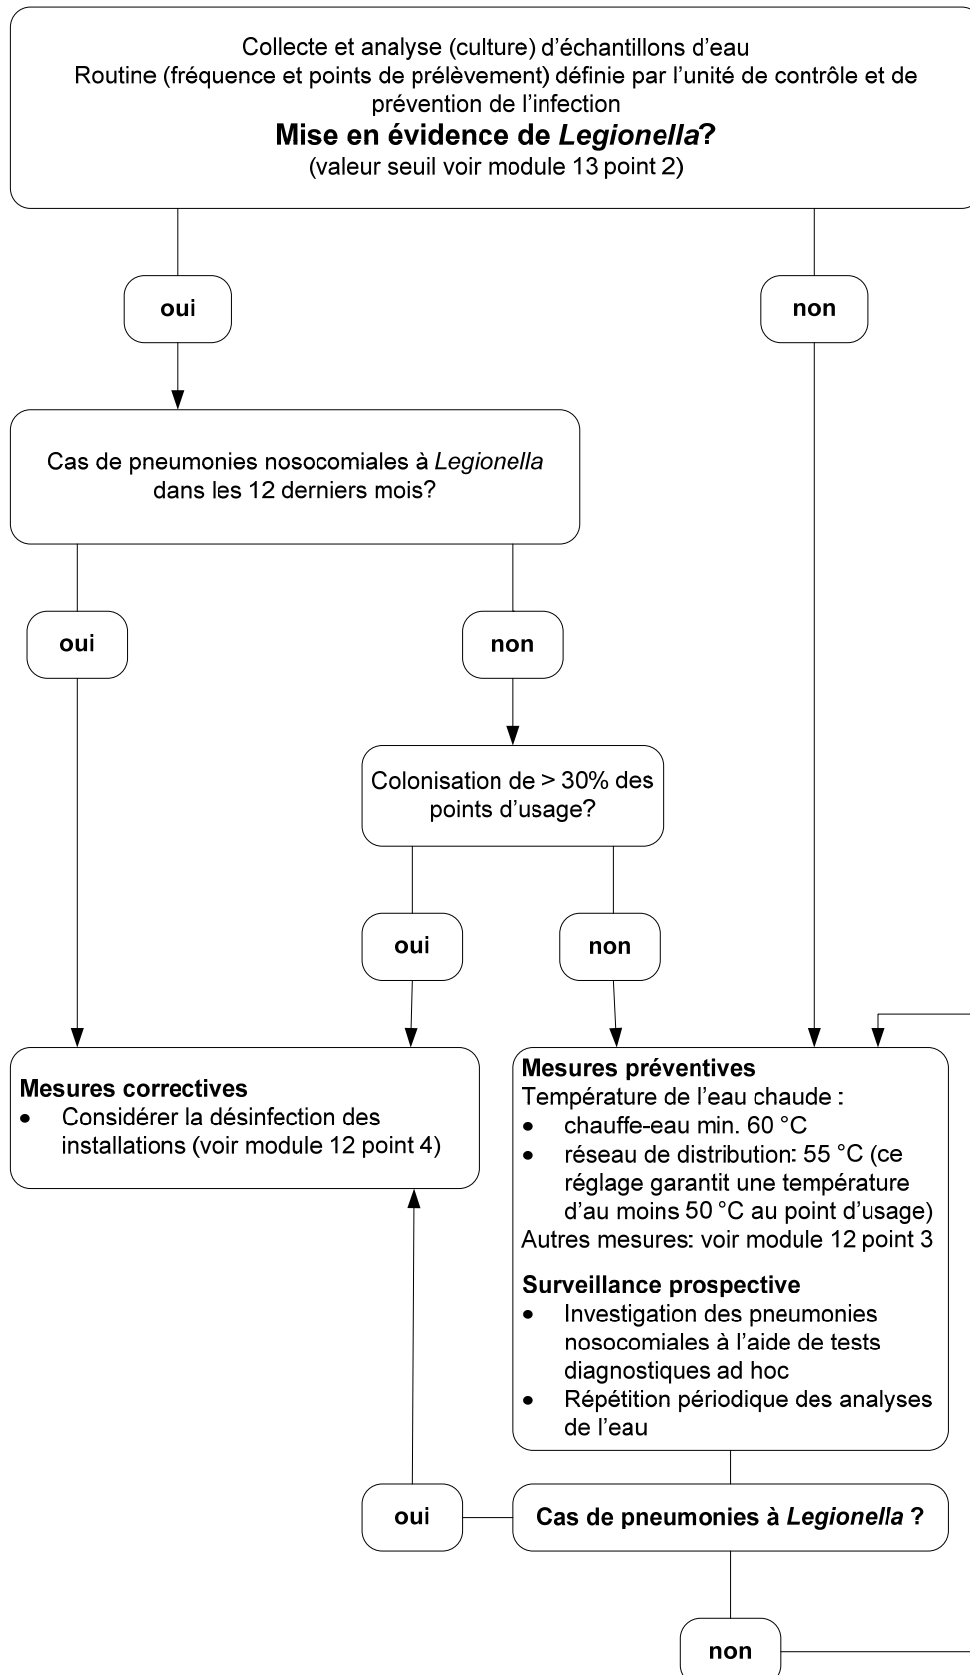 Collecte et analyse (culture) d'échantillons d'eau
Routine (fréquence et points de prélèvement) définie par l'unité de contrôle et de
prévention de l'infection
Mise en évidence de Legionella?
(valeur seuil voir module 13 point 2)
oui
non
Cas de pneumonies nosocomiales à Legionella
dans les 12 derniers mois?
oui
non
Colonisation de > 30% des
points d'usage?
oui
non
Mesures correctives
• Considérer la désinfection des
installations (voir module 12 point 4)
Mesures préventives
Température de l'eau chaude :
• chauffe-eau min. 60 °C
• réseau de distribution: 55 °C (ce
réglage garantit une température
d'au moins 50 °C au point d'usage)
Autres mesures: voir module 12 point 3
Surveillance prospective
• Investigation des pneumonies
nosocomiales à l'aide de tests
diagnostiques ad hoc
• Répétition périodique des analyses
de l'eau
oui
Cas de pneumonies à Legionella ?
non